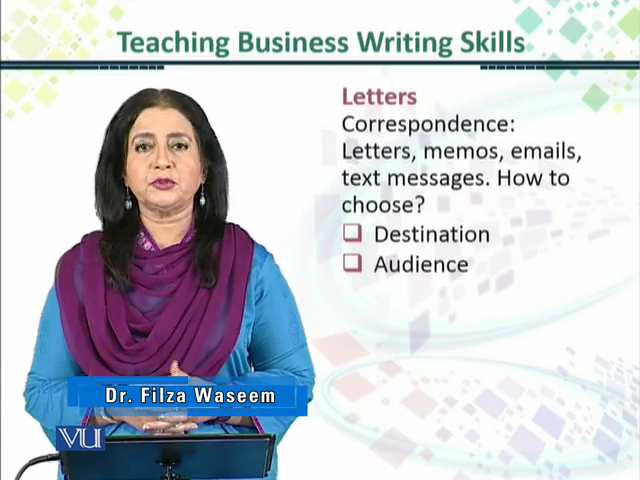 Teaching Business Writing Skills
Letters
Correspondence:
Letters, memos, emails,
text messages. How to
choose?
Destination
Audience
Dr. Filza Waseem
VU